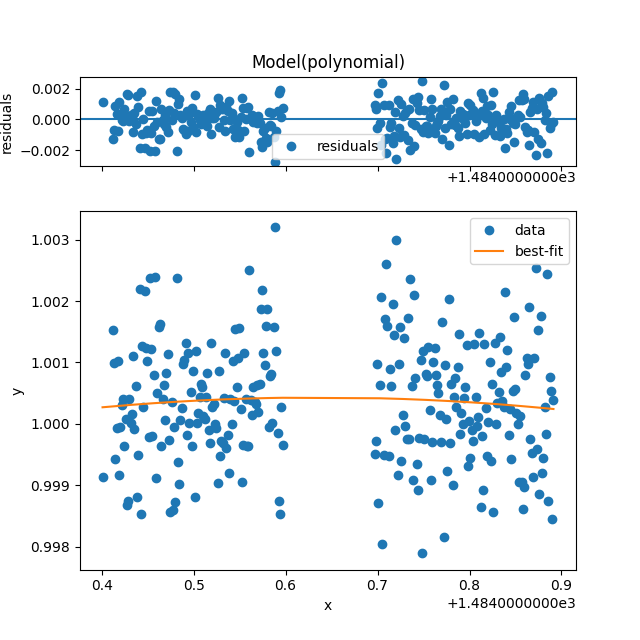 Model(polynomial)
residuals
0.002
0.000
−0.002
residuals
+1.4840000000e3
y
1.003
1.002
1.001
1.000
0.999
0.998
data
best-fit
0.4 0.5 0.6 0.7 0.8 0.9
x
+1.4840000000e3